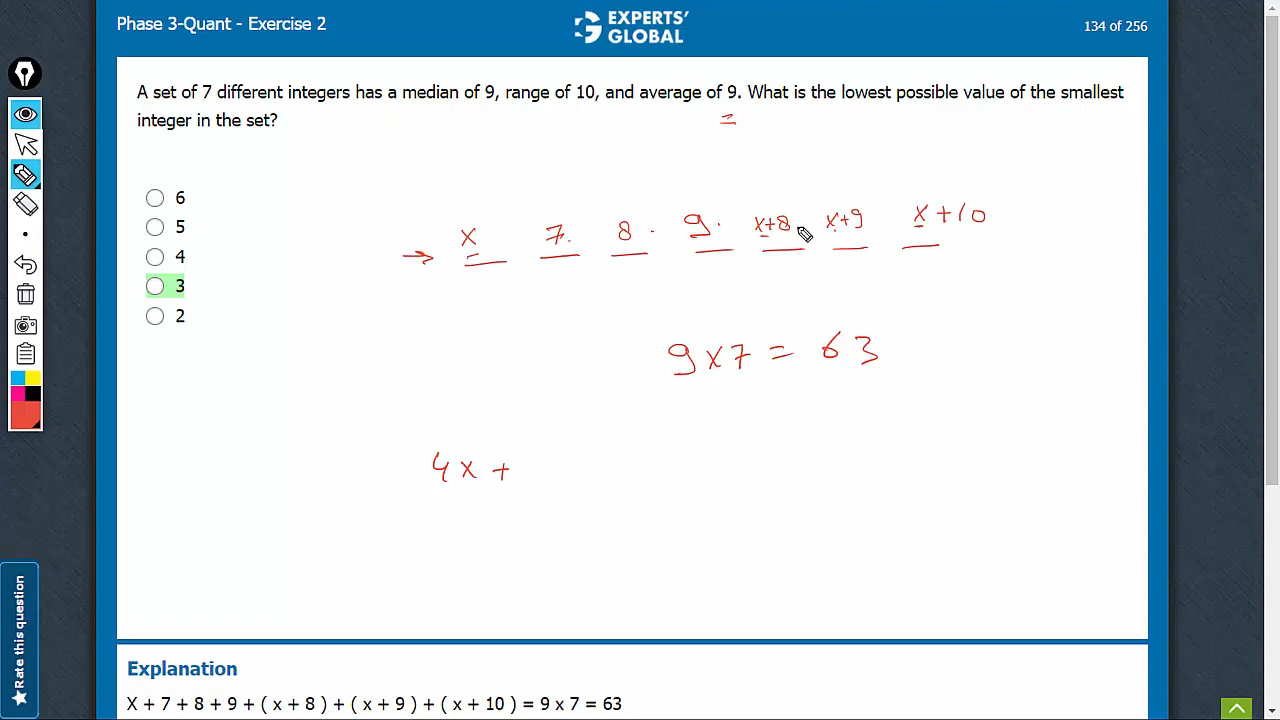 Phase 3-Quant - Exercise 2
EXPERTS'
GLOBAL
134 of 256
A set of 7 different integers has a median of 9, range of 10, and average of 9. What is the lowest possible value of the smallest
integer in the set?
6
5
4
3
2
→ x 7. 8 . 9. x+8 x+9 x+10
9x7 = 63
4x +
Rate this question
Explanation
X + 7 + 8 + 9 + ( x + 8 ) + ( x + 9 ) + ( x + 10 ) = 9 x 7 = 63